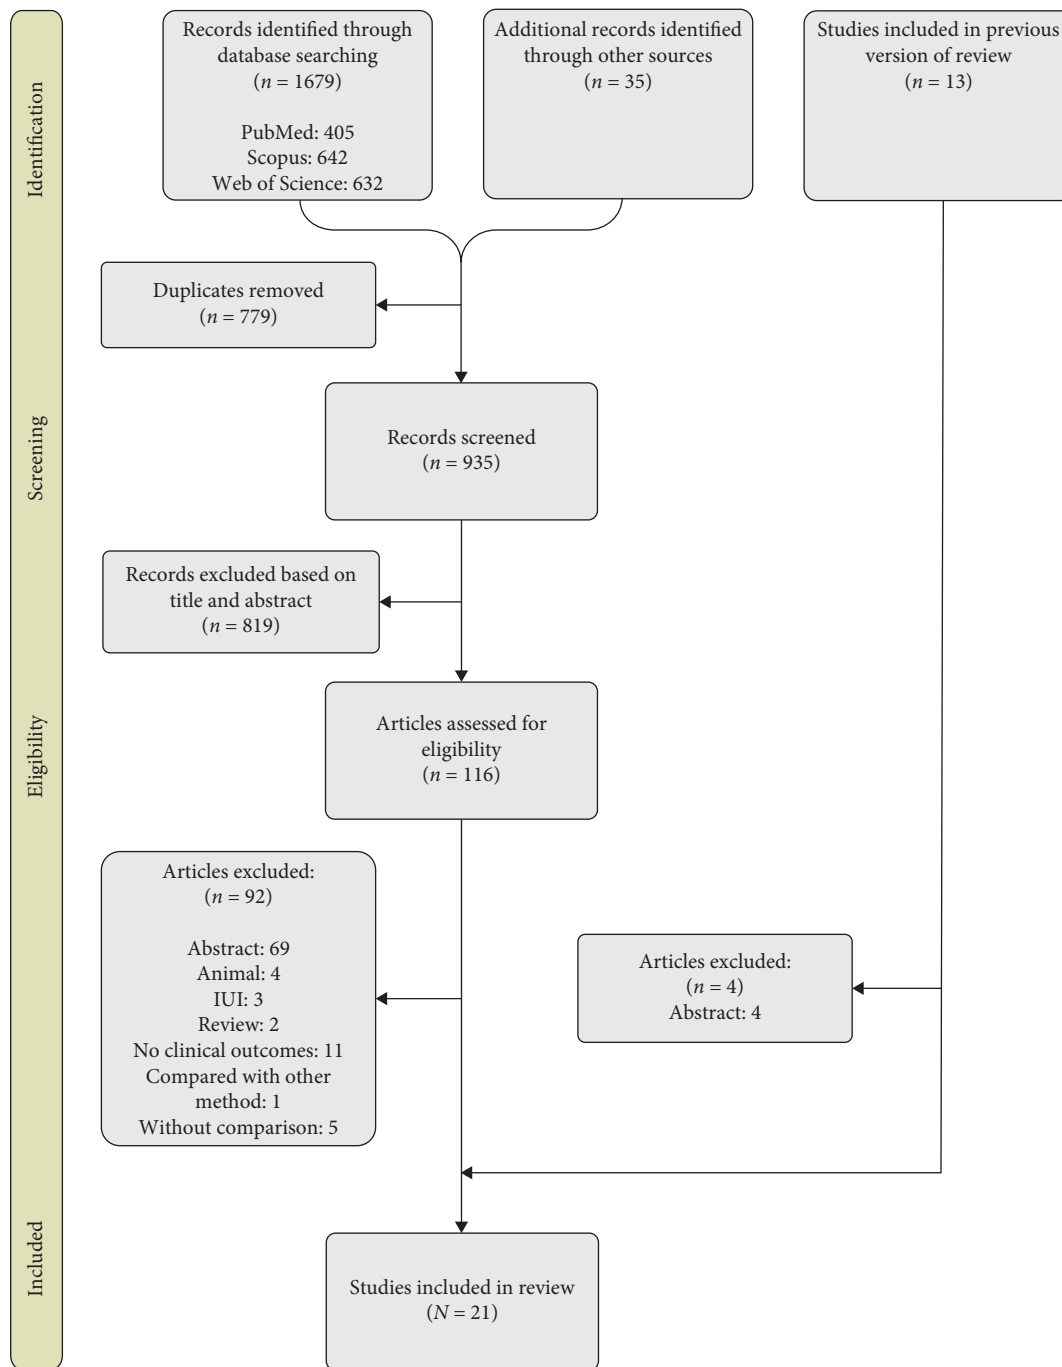 Identification
Records identified through
database searching
(n = 1679)
PubMed: 405
Scopus: 642
Web of Science: 632
Additional records identified
through other sources
(n = 35)
Studies included in previous
version of review
(n = 13)
Duplicates removed
(n = 779)
Screening
Records screened
(n = 935)
Records excluded based on
title and abstract
(n = 819)
Eligibility
Articles assessed for
eligibility
(n = 116)
Articles excluded:
(n = 92)
Abstract: 69
Animal: 4
IUI: 3
Review: 2
No clinical outcomes: 11
Compared with other
method: 1
Without comparison: 5
Articles excluded:
(n = 4)
Abstract: 4
Included
Studies included in review
(N = 21)